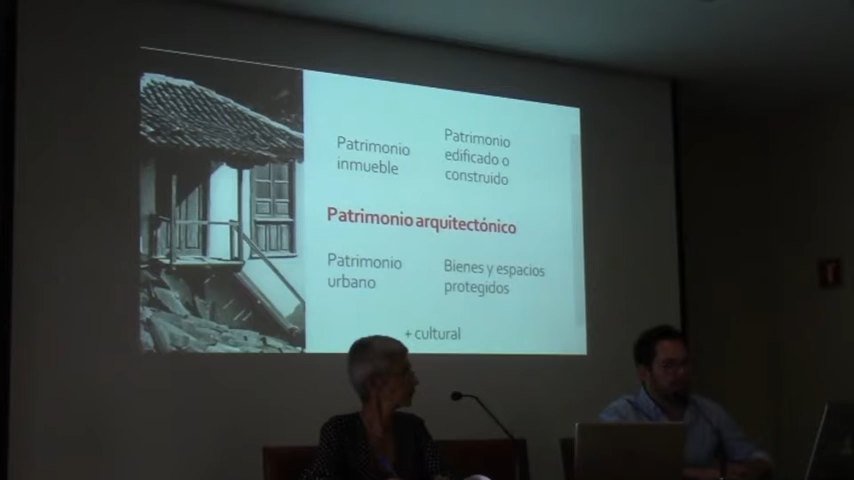 Patrimonio
inmueble
Patrimonio
edificado o
construido
Patrimonio arquitectónico
Patrimonio
urbano
Bienes y espacios
protegidos
+ cultural